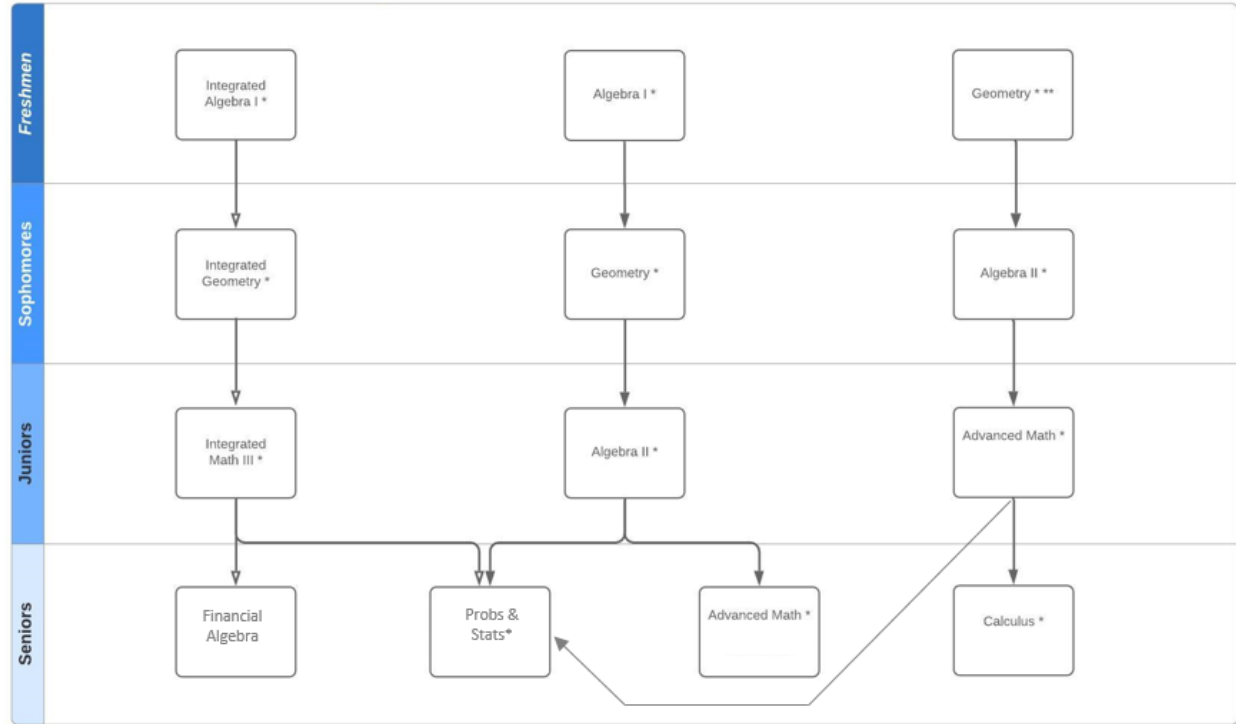 Freshmen
Integrated
Algebra I *
Algebra I *
Geometry * **
Sophomores
Integrated
Geometry *
Geometry *
Algebra II *
Juniors
Integrated
Math III *
Algebra II *
Advanced Math *
Seniors
Financial
Algebra
Probs &
Stats*
Advanced Math *
Calculus *